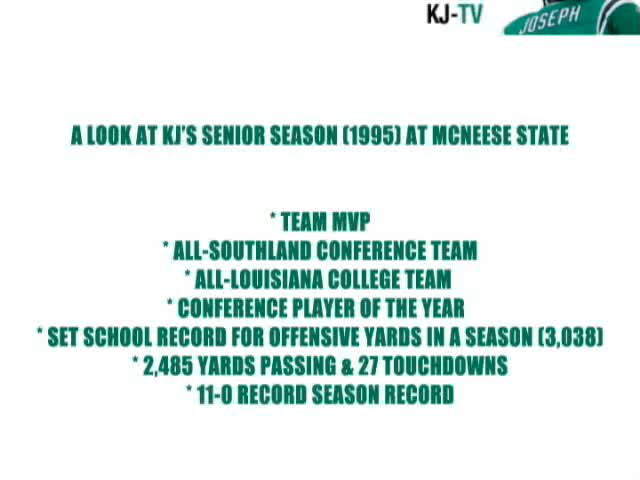 KJ-TV
JOSEPH
A LOOK AT KJ'S SENIOR SEASON (1995) AT MCNEESE STATE
* TEAM MVP
* ALL-SOUTHLAND CONFERENCE TEAM
* ALL-LOUISIANA COLLEGE TEAM
* CONFERENCE PLAYER OF THE YEAR
* SET SCHOOL RECORD FOR OFFENSIVE YARDS IN A SEASON (3,038)
* 2,485 YARDS PASSING & 27 TOUCHDOWNS
* 11-0 RECORD SEASON RECORD